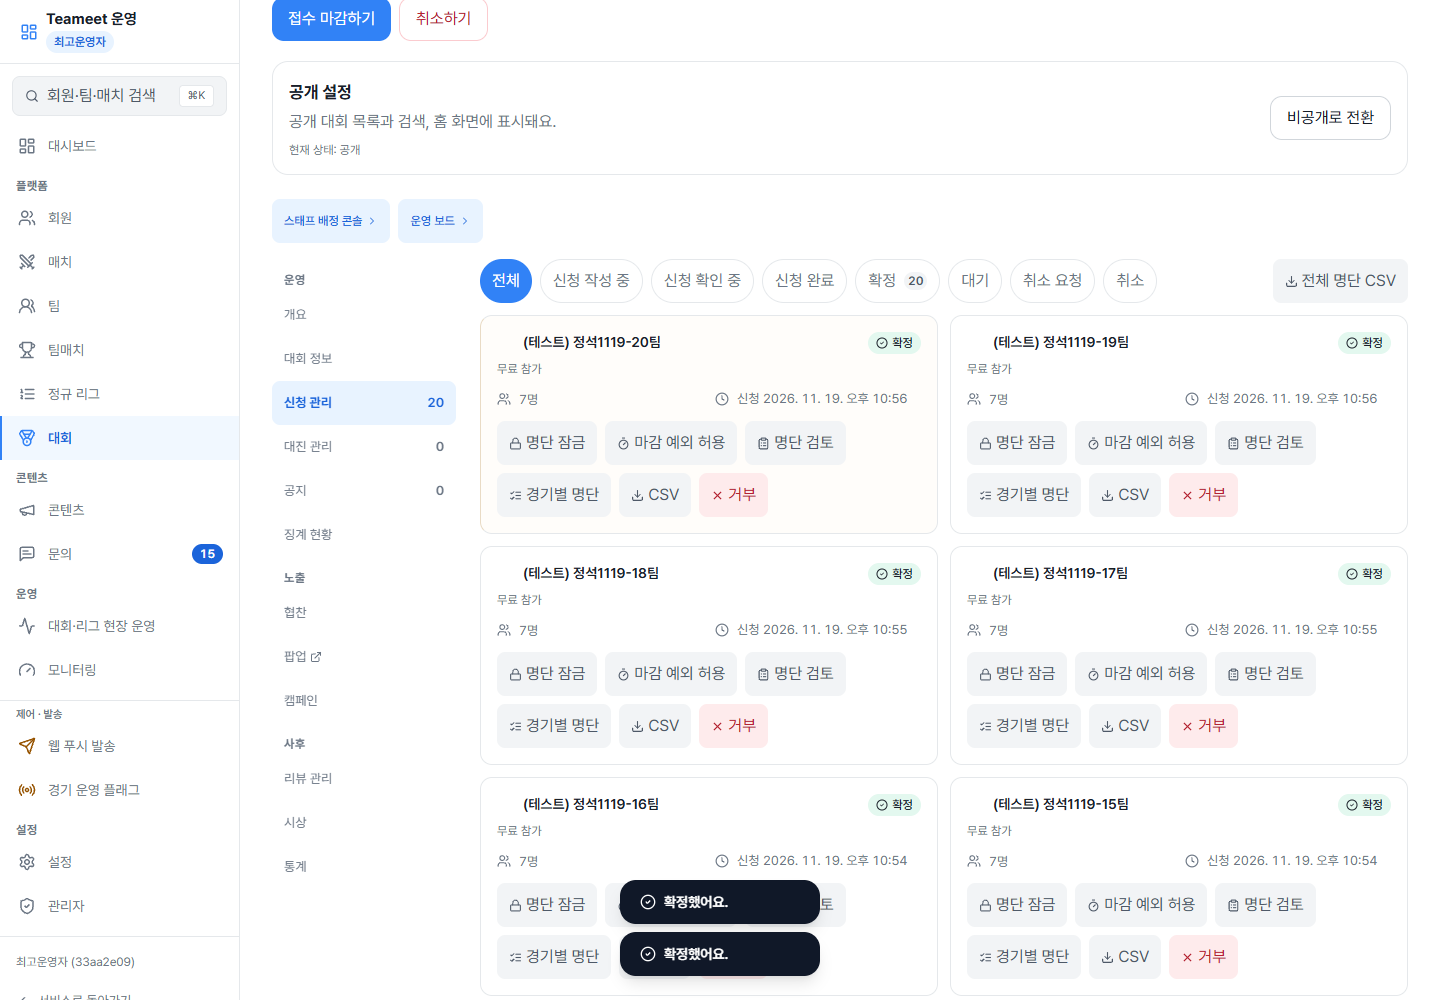 Teameet 운영
최고운영자
회원·팀·매치 검색
⌘K
대시보드
플랫폼
회원
매치
팀
팀매치
정규 리그
대회
콘텐츠
콘텐츠
문의
15
운영
대회·리그 현장 운영
모니터링
제어 · 발송
웹 푸시 발송
경기 운영 플래그
설정
설정
관리자
최고운영자 (33aa2e09)
접수 마감하기
취소하기
공개 설정
공개 대회 목록과 검색, 홈 화면에 표시돼요.
현재 상태: 공개
비공개로 전환
스태프 배정 콘솔
운영 보드
운영
개요
대회 정보
신청 관리 20
대진 관리 0
공지 0
징계 현황
노출
협찬
팝업
캠페인
사후
리뷰 관리
시상
통계
전체 신청 작성 중 신청 확인 중 신청 완료 확정 20 대기 취소 요청 취소
전체 명단 CSV
(테스트) 정석1119-20팀 확정
무료 참가
7명 신청 2026. 11. 19. 오후 10:56
명단 잠금 마감 예외 허용 명단 검토
경기별 명단 CSV 거부
(테스트) 정석1119-19팀 확정
무료 참가
7명 신청 2026. 11. 19. 오후 10:56
명단 잠금 마감 예외 허용 명단 검토
경기별 명단 CSV 거부
(테스트) 정석1119-18팀 확정
무료 참가
7명 신청 2026. 11. 19. 오후 10:55
명단 잠금 마감 예외 허용 명단 검토
경기별 명단 CSV 거부
(테스트) 정석1119-17팀 확정
무료 참가
7명 신청 2026. 11. 19. 오후 10:55
명단 잠금 마감 예외 허용 명단 검토
경기별 명단 CSV 거부
(테스트) 정석1119-16팀 확정
무료 참가
7명 신청 2026. 11. 19. 오후 10:54
명단 잠금
경기별 명단
(테스트) 정석1119-15팀 확정
무료 참가
7명 신청 2026. 11. 19. 오후 10:54
명단 잠금 마감 예외 허용 명단 검토
경기별 명단 CSV 거부
확정했어요.
확정했어요.